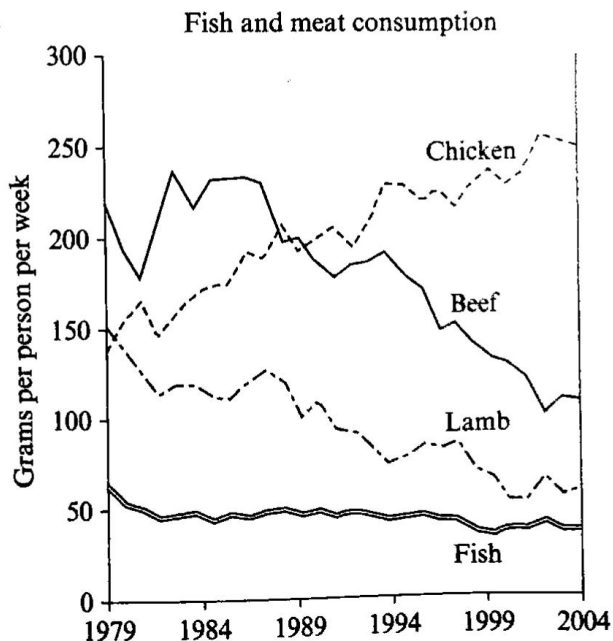 Fish and meat consumption
Grams per person per week
300
250
200
150
100
50
0
Chicken
Beef
Lamb
Fish
1979 1984 1989 1994 1999 2004